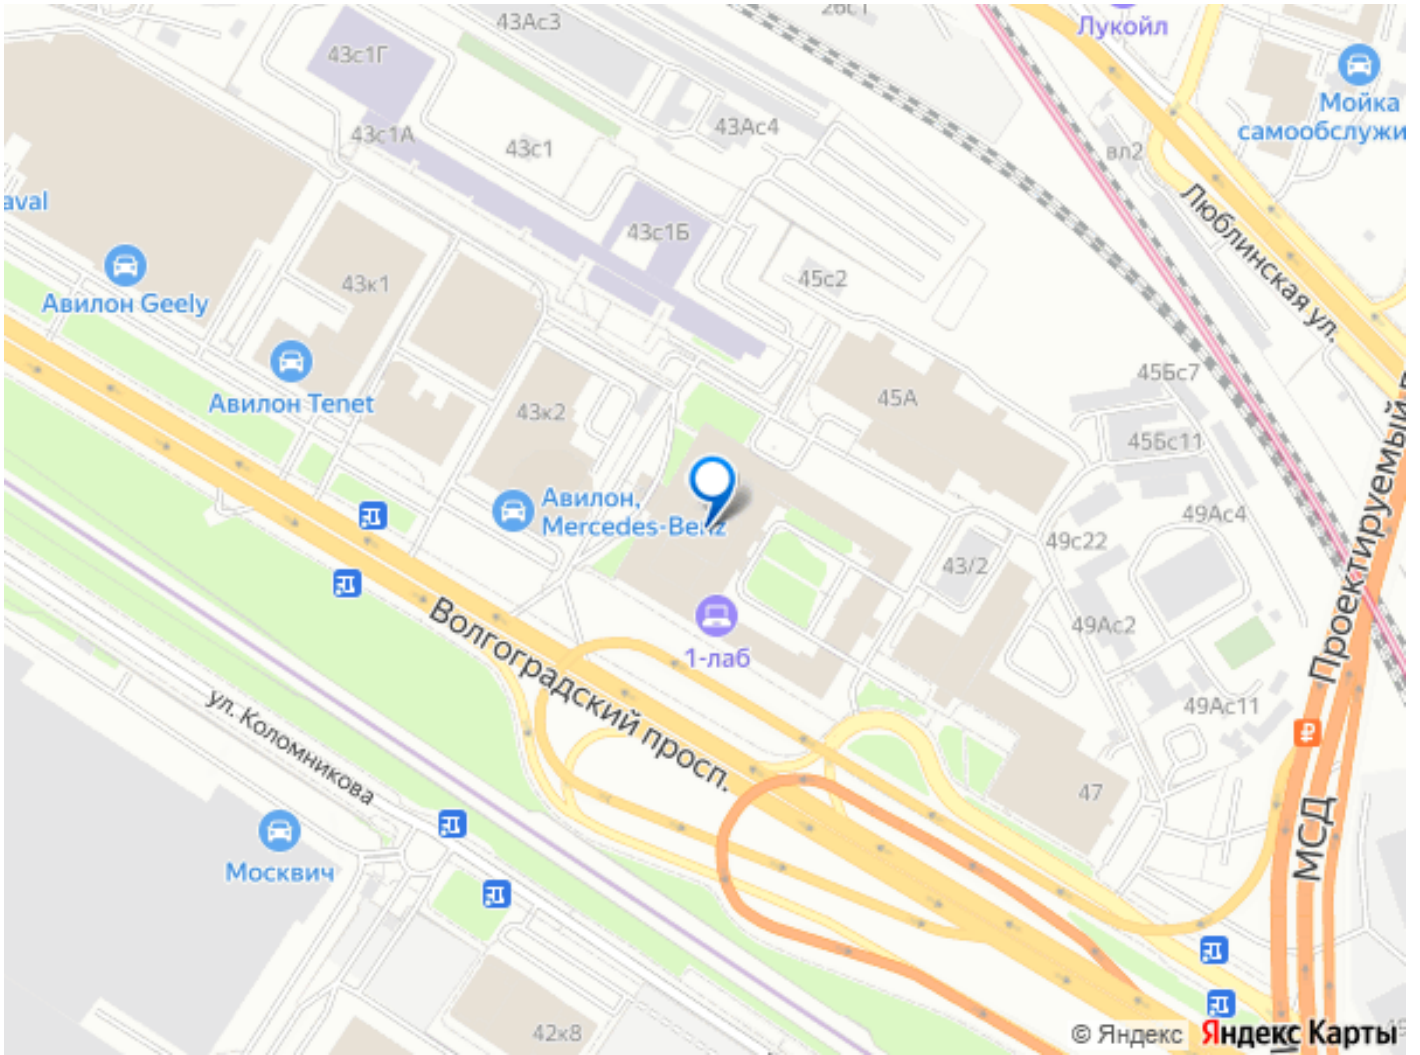 43Ас3
26с1
Лукойл
43с1Г
Мойка
самообслужи
43с1А
43с1
43Ас4
вл2
aval
43с1Б
Люблинская ул.
43к1
45с2
Авилон Geely
Авилон Tenet
43к2
45А
45Бс7
45Бс11
Авилон,
Mercedes-Benz
49Ас4
49с22
43/2
Проектируемый
49Ас2
1-лаб
Волгоградский просп.
49Ас11
ул. Коломникова
47
МСД
Москвич
42к8
© Яндекс
Яндекс Карты